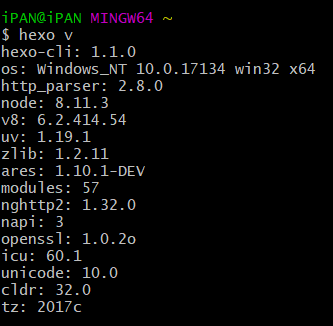 iPAN@iPAN MINGW64 ~
$ hexo v
hexo-cli: 1.1.0
os: Windows_NT 10.0.17134 win32 x64
http_parser: 2.8.0
node: 8.11.3
v8: 6.2.414.54
uv: 1.19.1
zlib: 1.2.11
ares: 1.10.1-DEV
modules: 57
nghttp2: 1.32.0
napi: 3
openssl: 1.0.2o
icu: 60.1
unicode: 10.0
cldr: 32.0
tz: 2017c